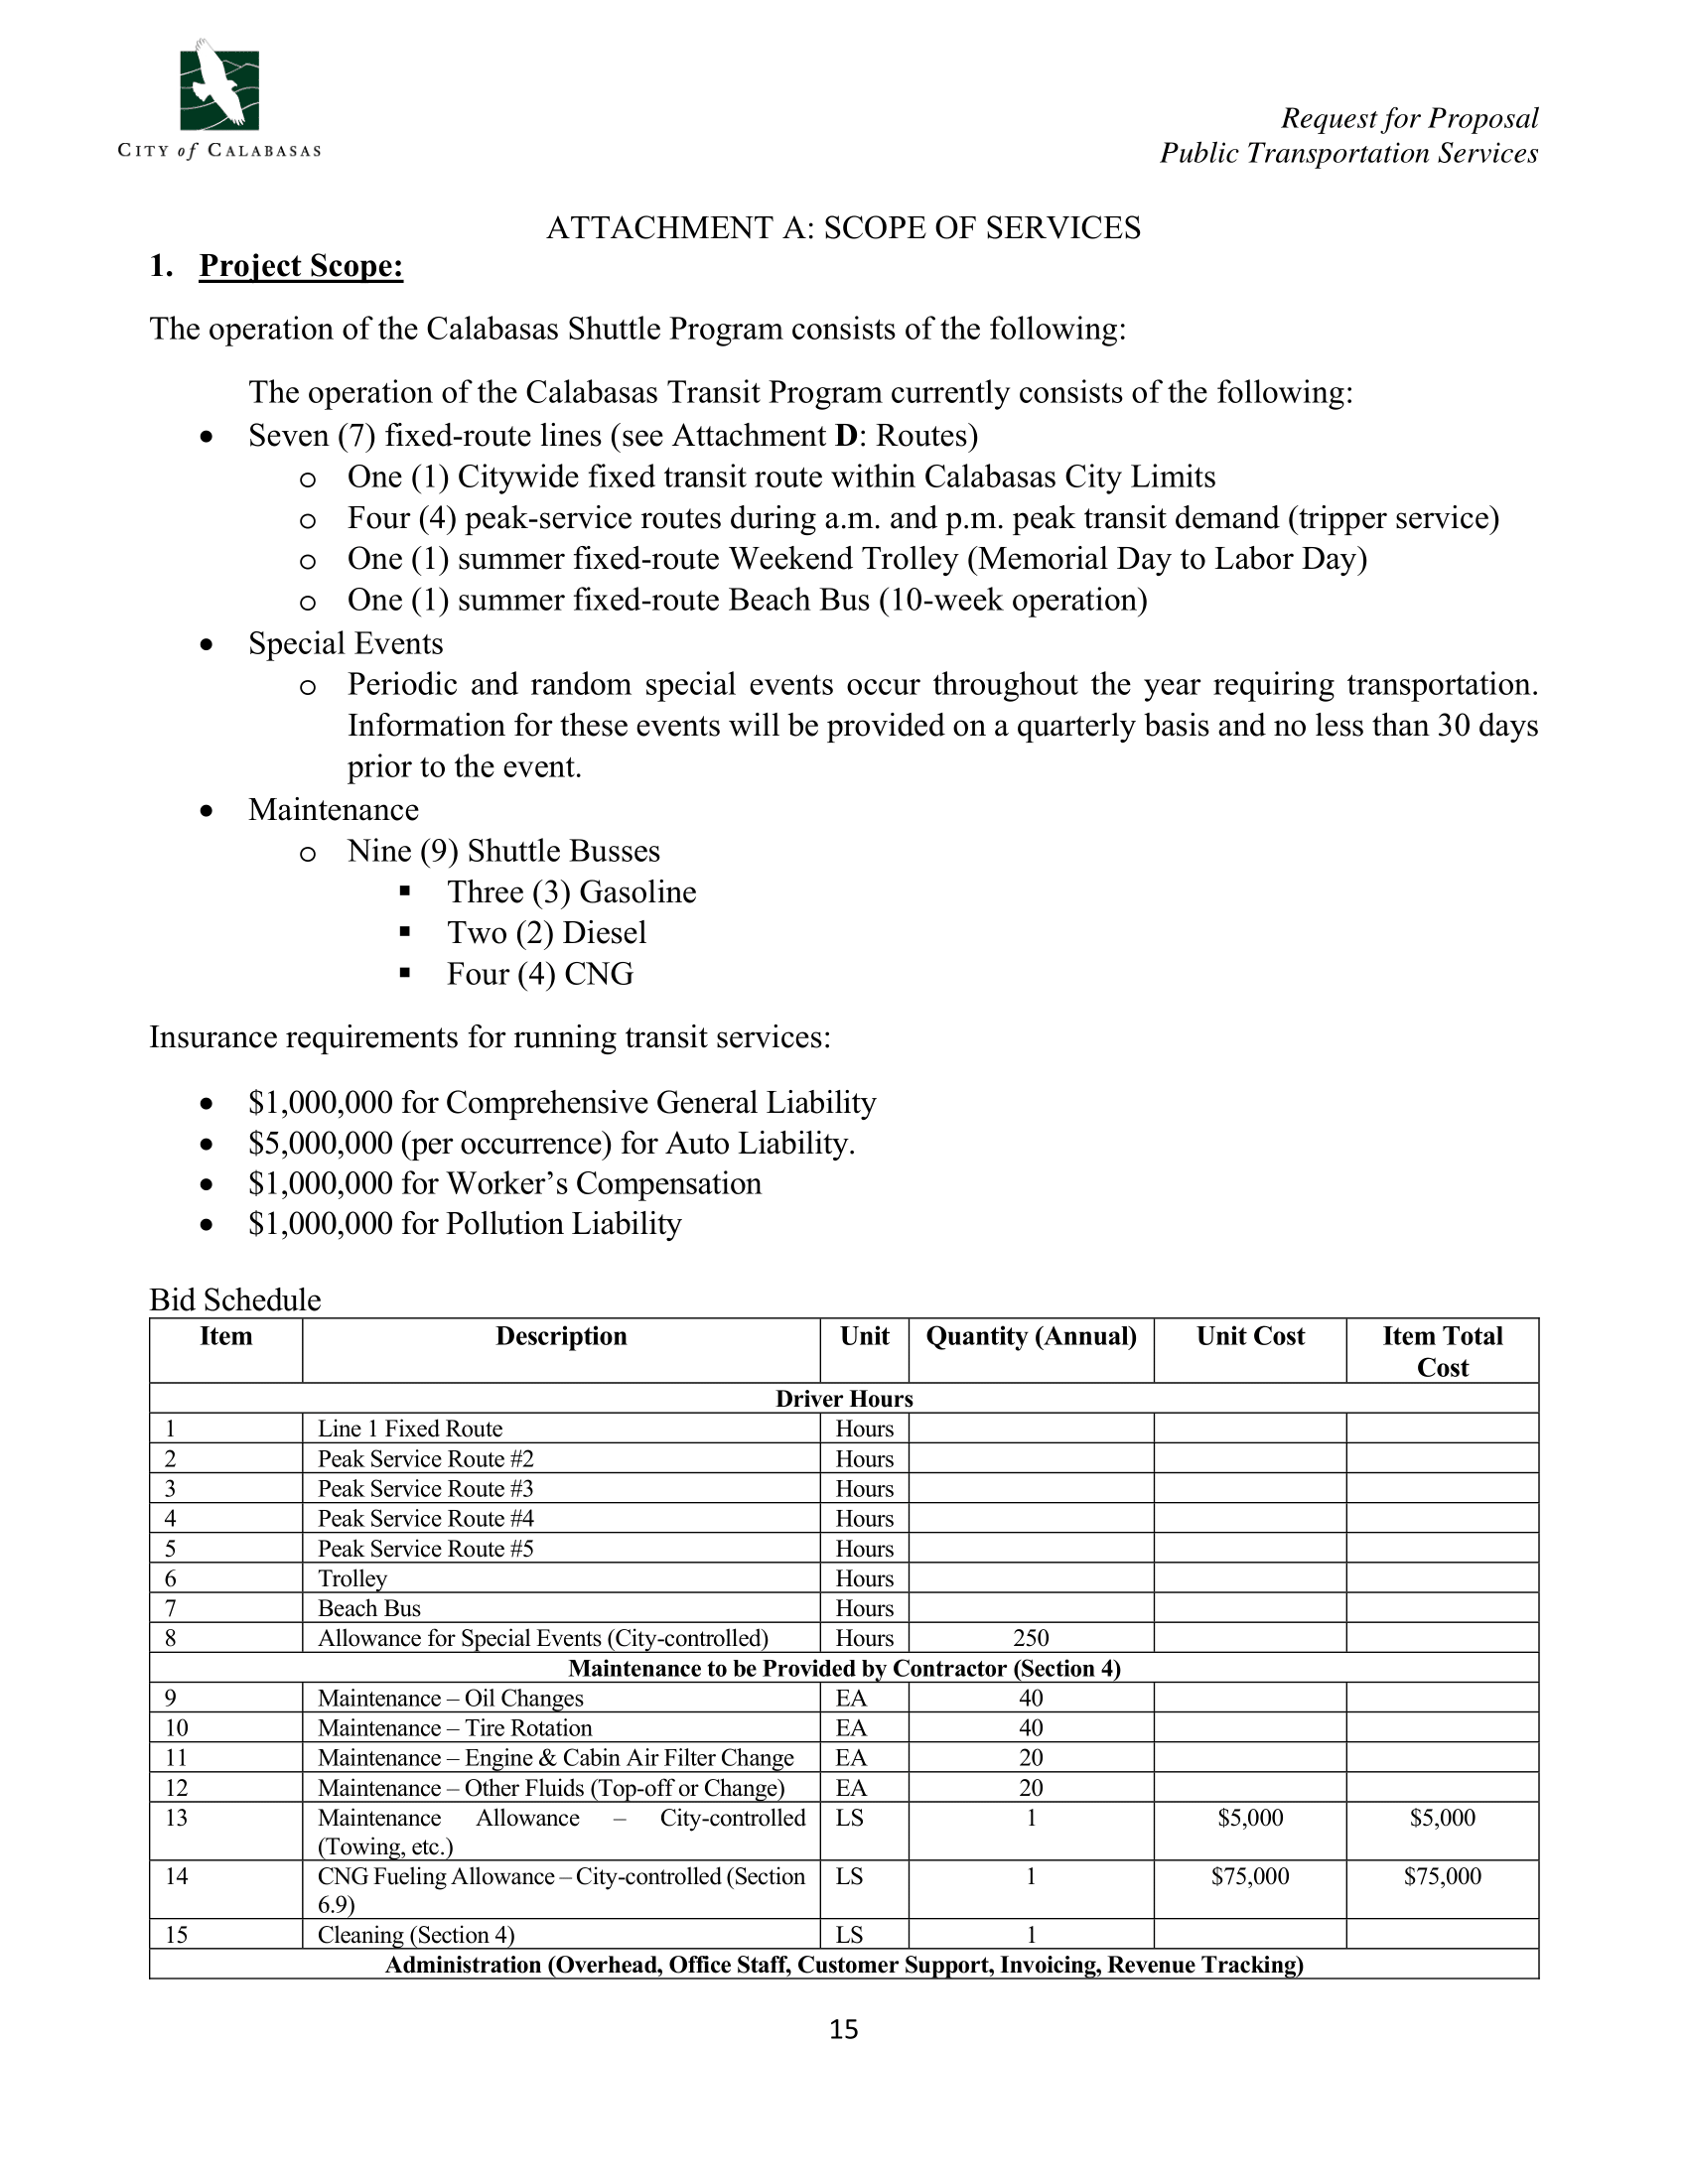 CITY of CALABASAS
Request for Proposal
Public Transportation Services
ATTACHMENT A: SCOPE OF SERVICES
1. Project Scope:
The operation of the Calabasas Shuttle Program consists of the following:
The operation of the Calabasas Transit Program currently consists of the following:
• Seven (7) fixed-route lines (see Attachment D: Routes)
o One (1) Citywide fixed transit route within Calabasas City Limits
o Four (4) peak-service routes during a.m. and p.m. peak transit demand (tripper service)
o One (1) summer fixed-route Weekend Trolley (Memorial Day to Labor Day)
o One (1) summer fixed-route Beach Bus (10-week operation)
• Special Events
o Periodic and random special events occur throughout the year requiring transportation.
Information for these events will be provided on a quarterly basis and no less than 30 days
prior to the event.
• Maintenance
o Nine (9) Shuttle Busses
▪ Three (3) Gasoline
▪ Two (2) Diesel
▪ Four (4) CNG
Insurance requirements for running transit services:
• $1,000,000 for Comprehensive General Liability
• $5,000,000 (per occurrence) for Auto Liability.
• $1,000,000 for Worker’s Compensation
• $1,000,000 for Pollution Liability
Bid Schedule
Item Description Unit Quantity (Annual) Unit Cost Item Total
Cost
Driver Hours
1 Line 1 Fixed Route Hours
2 Peak Service Route #2 Hours
3 Peak Service Route #3 Hours
4 Peak Service Route #4 Hours
5 Peak Service Route #5 Hours
6 Trolley Hours
7 Beach Bus Hours
8 Allowance for Special Events (City-controlled) Hours 250
Maintenance to be Provided by Contractor (Section 4)
9 Maintenance – Oil Changes EA 40
10 Maintenance – Tire Rotation EA 40
11 Maintenance – Engine & Cabin Air Filter Change EA 20
12 Maintenance – Other Fluids (Top-off or Change) EA 20
13 Maintenance Allowance – City-controlled LS 1 $5,000 $5,000
(Towing, etc.)
14 CNG Fueling Allowance – City-controlled (Section LS 1 $75,000 $75,000
6.9)
15 Cleaning (Section 4) LS 1
Administration (Overhead, Office Staff, Customer Support, Invoicing, Revenue Tracking)
15